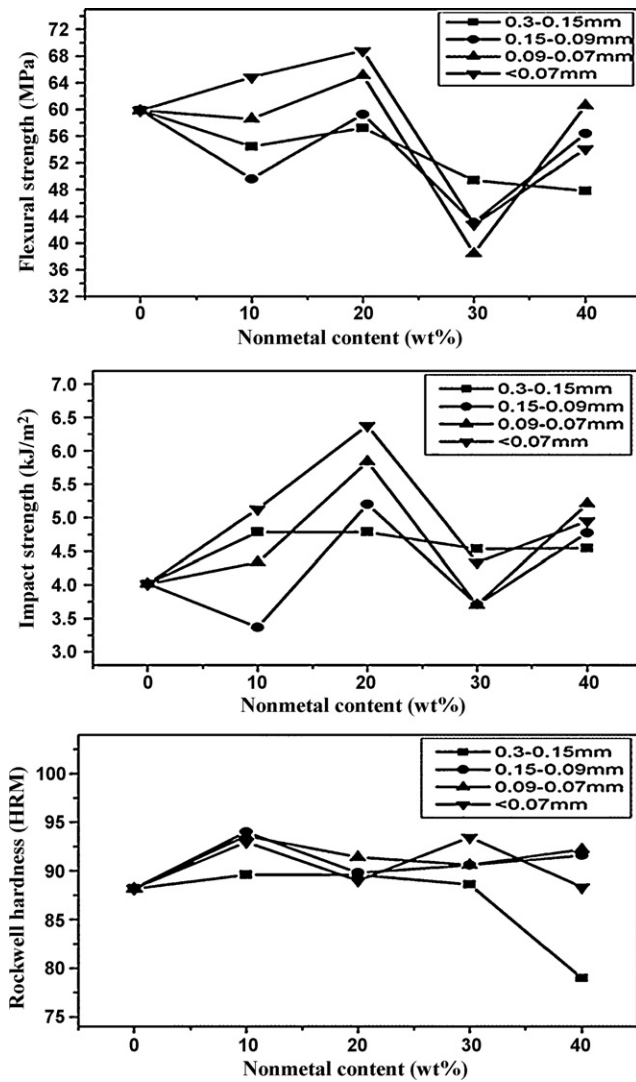 72
68
64
60
56
52
48
44
40
36
32
Flexural strength (MPa)
0.3-0.15mm
0.15-0.09mm
0.09-0.07mm
<0.07mm
0 10 20 30 40
Nonmetal content (wt%)
7.0
6.5
6.0
5.5
5.0
4.5
4.0
3.5
3.0
Impact strength (kJ/m²)
0.3-0.15mm
0.15-0.09mm
0.09-0.07mm
<0.07mm
0 10 20 30 40
Nonmetal content (wt%)
100
95
90
85
80
75
Rockwell hardness (HRM)
0.3-0.15mm
0.15-0.09mm
0.09-0.07mm
<0.07mm
0 10 20 30 40
Nonmetal content (wt%)